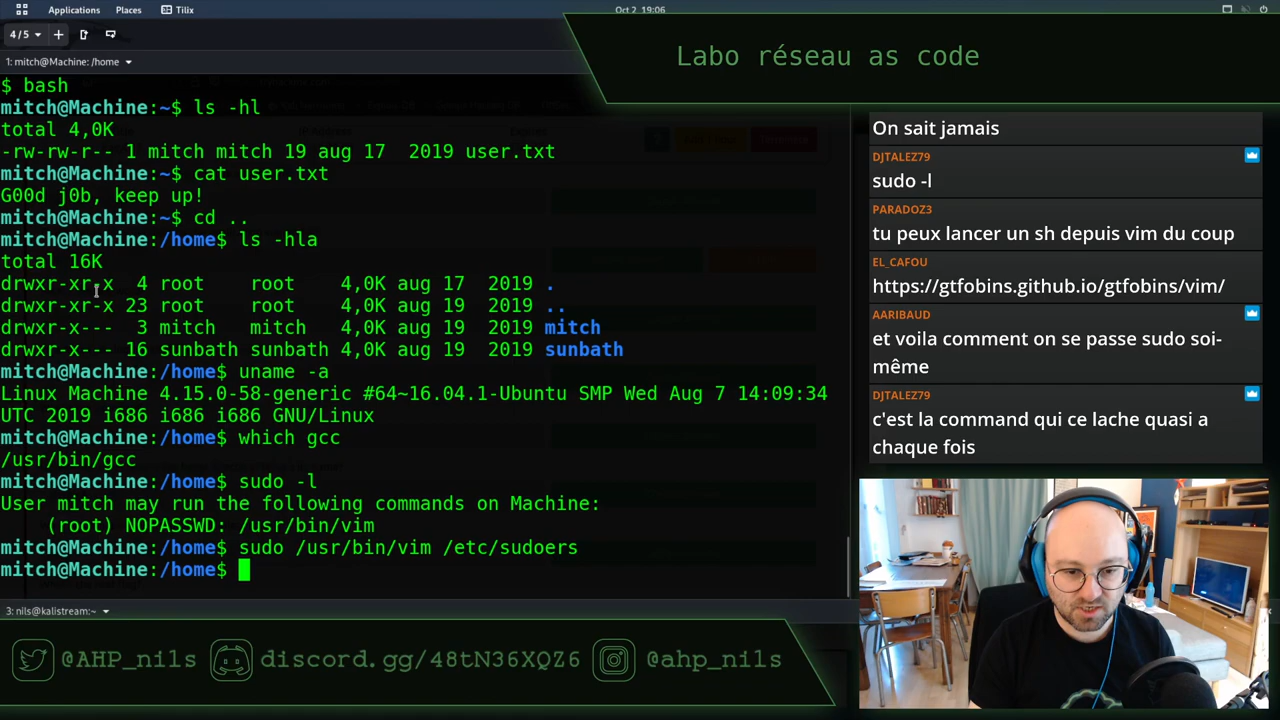 Applications Places Tilix
Oct 2 19:06
4/5
1: mitch@Machine: /home
Labo réseau as code
$ bash
mitch@Machine:~$ ls -hl
total 4,0K
-rw-rw-r-- 1 mitch mitch 19 aug 17  2019 user.txt
mitch@Machine:~$ cat user.txt
G00d j0b, keep up!
mitch@Machine:~$ cd ..
mitch@Machine:/home$ ls -hla
total 16K
drwxr-xr-x  4 root    root    4,0K aug 17  2019 .
drwxr-xr-x 23 root    root    4,0K aug 19  2019 ..
drwxr-x---  3 mitch   mitch   4,0K aug 19  2019 mitch
drwxr-x--- 16 sunbath sunbath 4,0K aug 19  2019 sunbath
mitch@Machine:/home$ uname -a
Linux Machine 4.15.0-58-generic #64~16.04.1-Ubuntu SMP Wed Aug 7 14:09:34
UTC 2019 i686 i686 i686 GNU/Linux
mitch@Machine:/home$ which gcc
/usr/bin/gcc
mitch@Machine:/home$ sudo -l
User mitch may run the following commands on Machine:
    (root) NOPASSWD: /usr/bin/vim
mitch@Machine:/home$ sudo /usr/bin/vim /etc/sudoers
mitch@Machine:/home$
3: nils@kalistream:~
On sait jamais
DJTALEZ79
sudo -l
PARADOZ3
tu peux lancer un sh depuis vim du coup
EL_CAFOU
https://gtfobins.github.io/gtfobins/vim/
AARIBAUD
et voila comment on se passe sudo soi-
même
DJTALEZ79
c'est la command qui ce lache quasi a
chaque fois
@AHP_nils
discord.gg/48tN36XQZ6
@ahp_nils